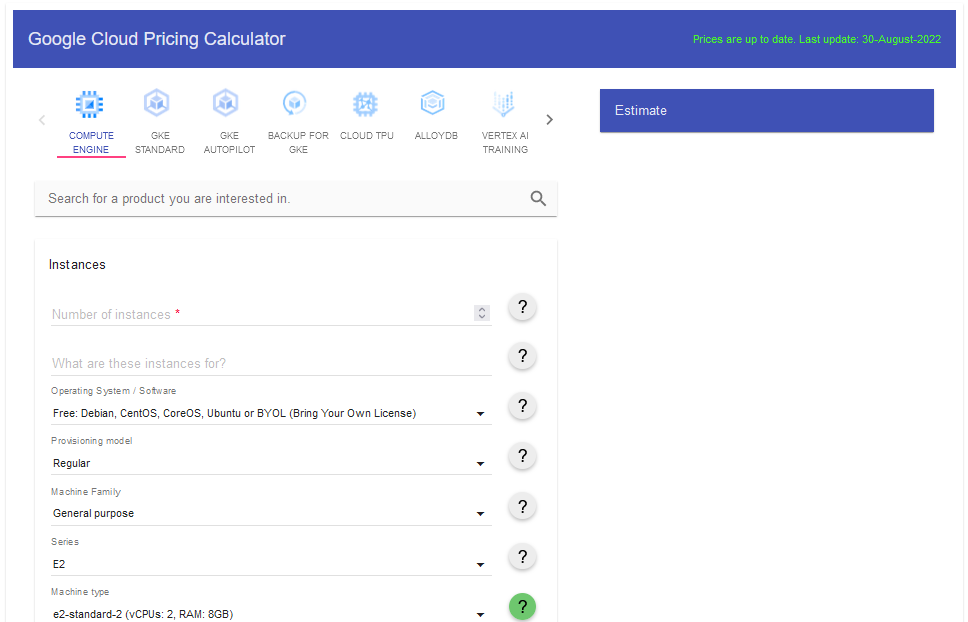 Google Cloud Pricing Calculator
Prices are up to date. Last update: 30-August-2022
COMPUTE ENGINE
GKE STANDARD
GKE AUTOPILOT
BACKUP FOR GKE
CLOUD TPU
ALLOYDB
VERTEX AI TRAINING
Estimate
Search for a product you are interested in.
Instances
Number of instances *
?
What are these instances for?
?
Operating System / Software
Free: Debian, CentOS, CoreOS, Ubuntu or BYOL (Bring Your Own License)
?
Provisioning model
Regular
?
Machine Family
General purpose
?
Series
E2
?
Machine type
e2-standard-2 (vCPUs: 2, RAM: 8GB)
?